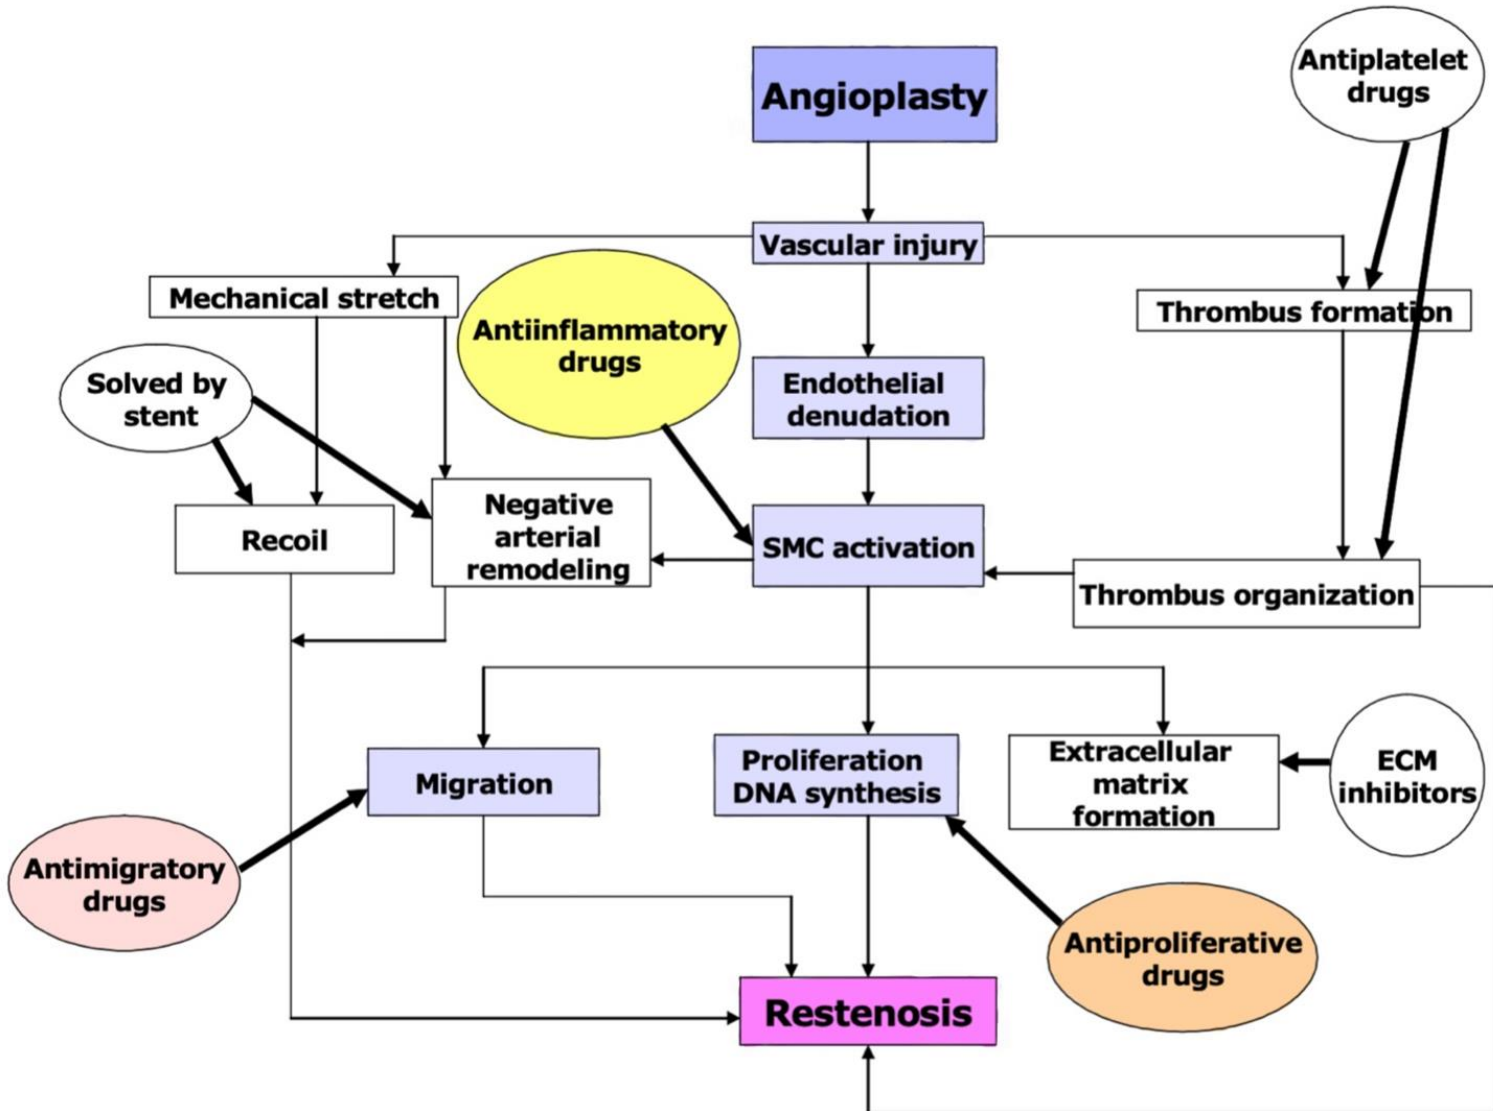 Angioplasty
Antiplatelet
drugs
Vascular injury
Mechanical stretch
Antiinflammatory
drugs
Thrombus formation
Solved by
stent
Endothelial
denudation
Recoil
Negative
arterial
remodeling
SMC activation
Thrombus organization
Migration
Proliferation
DNA synthesis
Extracellular
matrix
formation
ECM
inhibitors
Antimigratory
drugs
Antiproliferative
drugs
Restenosis